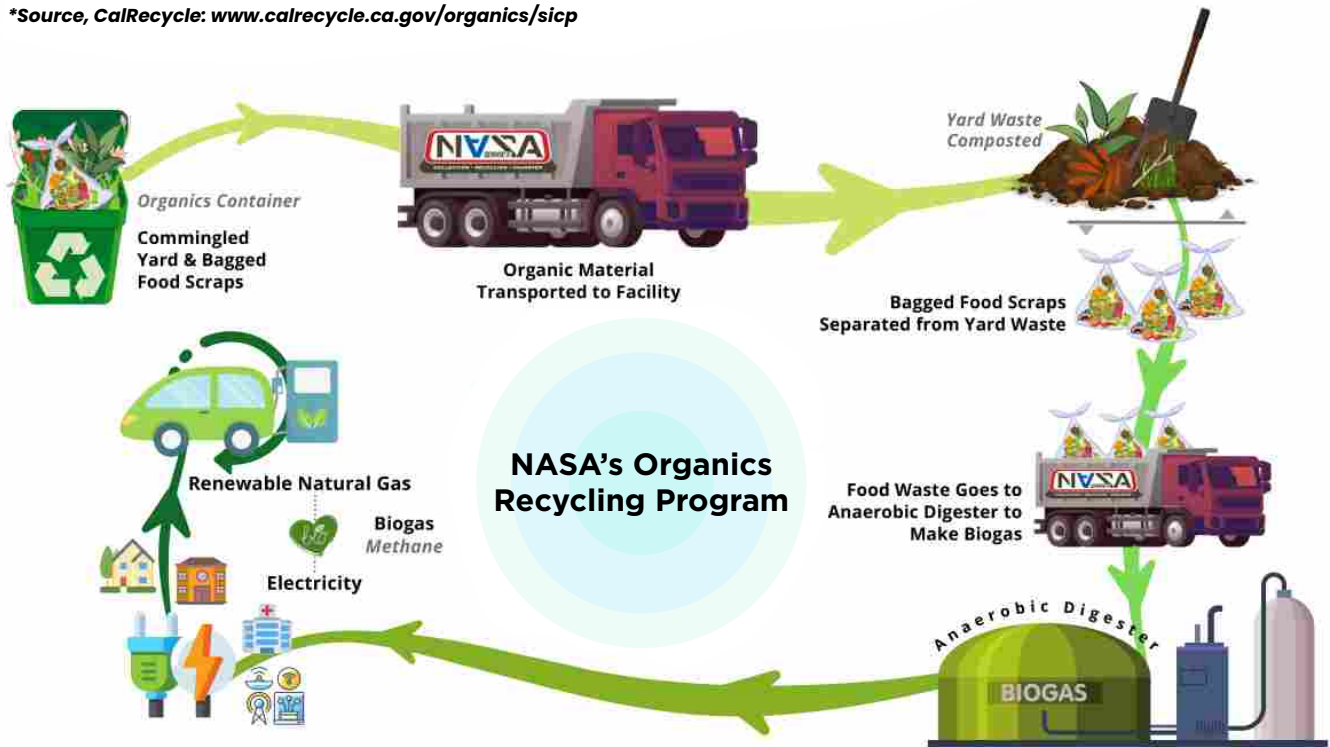 *Source, CalRecycle: www.calrecycle.ca.gov/organics/sicp
Organics Container
Commingled
Yard & Bagged
Food Scraps
NASA
Organic Material
Transported to Facility
Yard Waste
Composted
Bagged Food Scraps
Separated from Yard Waste
NASA
Food Waste Goes to
Anaerobic Digester to
Make Biogas
Anaerobic Digester
BIOGAS
NASA's Organics
Recycling Program
Renewable Natural Gas
Biogas
Methane
Electricity